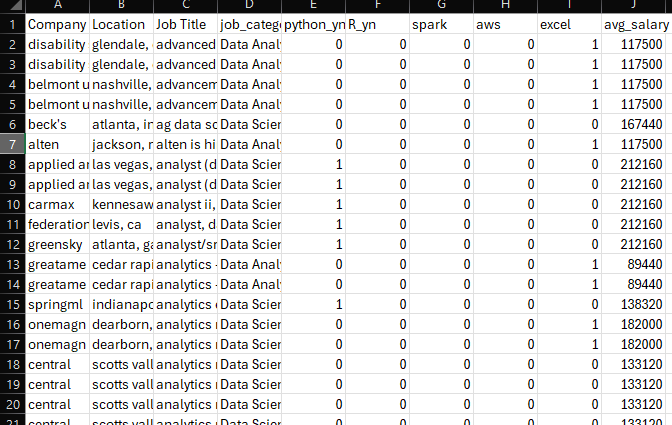 A B C D E F G H I J
1 Company Location Job Title job_categ python_yn R_yn spark aws excel avg_salary
2 disability glendale, advanced Data Anal 0 0 0 0 1 117500
3 disability glendale, advanced Data Anal 0 0 0 0 1 117500
4 belmont u nashville, advancem Data Anal 0 0 0 0 1 117500
5 belmont u nashville, advancem Data Anal 0 0 0 0 1 117500
6 beck's atlanta, in ag data sc Data Scier 0 0 0 0 0 167440
7 alten jackson, m alten is hi Data Anal 0 0 0 0 1 117500
8 applied ar las vegas, analyst (d Data Scier 1 0 0 0 0 212160
9 applied ar las vegas, analyst (d Data Scier 1 0 0 0 0 212160
10 carmax kennesaw analyst ii, Data Scier 1 0 0 0 0 212160
11 federation levis, ca analyst, d Data Scier 1 0 0 0 0 212160
12 greensky atlanta, ga analyst/sr Data Scier 1 0 0 0 0 212160
13 greatame cedar rapi analytics - Data Anal 0 0 0 0 1 89440
14 greatame cedar rapi analytics - Data Anal 0 0 0 0 1 89440
15 springml indianapo analytics Data Scier 1 0 0 0 0 138320
16 onemagn dearborn, analytics Data Scier 0 0 0 0 1 182000
17 onemagn dearborn, analytics Data Scier 0 0 0 0 1 182000
18 central scotts vall analytics Data Scier 0 0 0 0 0 133120
19 central scotts vall analytics Data Scier 0 0 0 0 0 133120
20 central scotts vall analytics Data Scier 0 0 0 0 0 133120
21 central scotts vall analytics Data Scier 0 0 0 0 0 133120